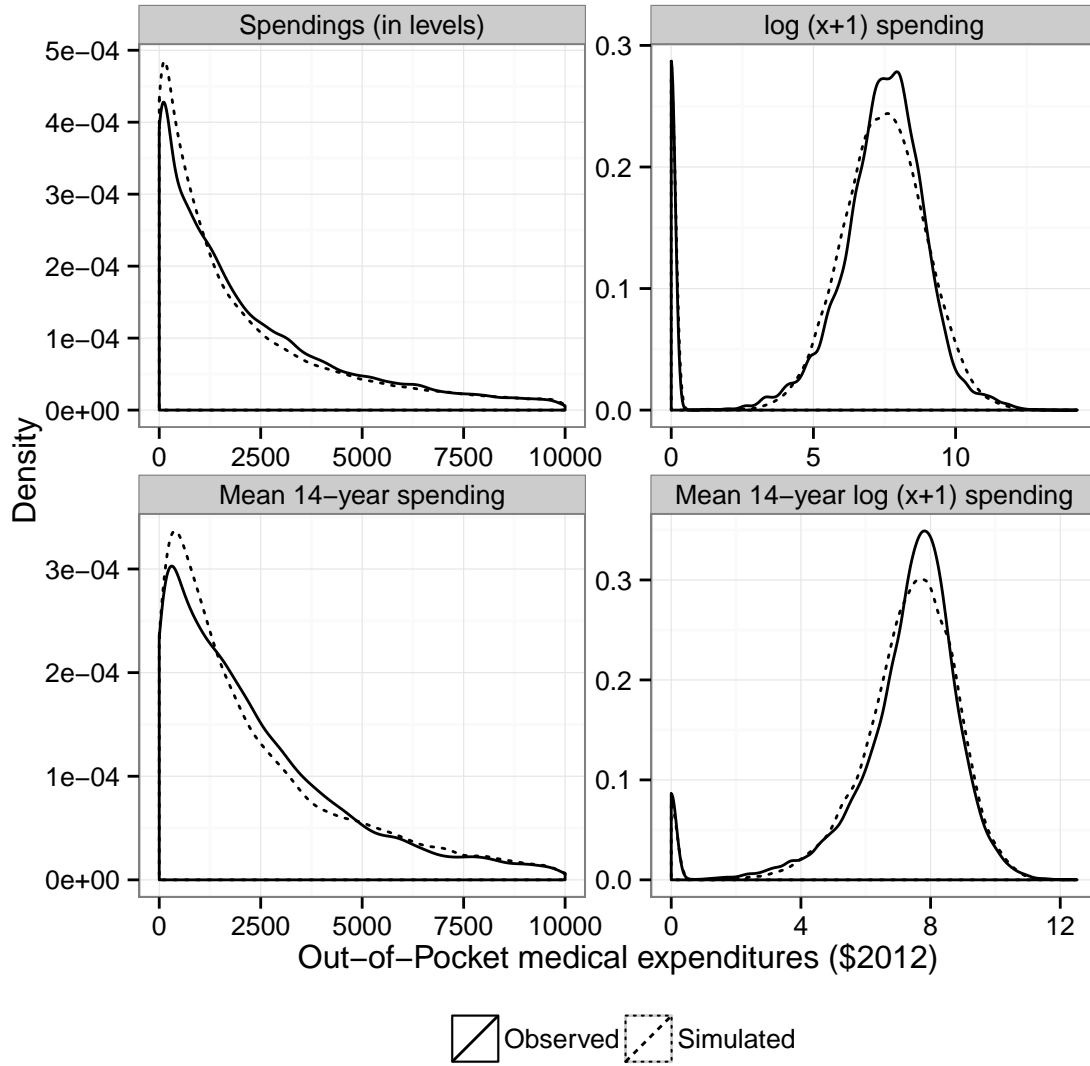 Spendings (in levels)
log (x+1) spending
5e−04
4e−04
3e−04
2e−04
1e−04
0e+00
0.3
0.2
0.1
0.0
0 2500 5000 7500 10000
0 5 10
Density
Mean 14−year spending
Mean 14−year log (x+1) spending
3e−04
2e−04
1e−04
0e+00
0.3
0.2
0.1
0.0
0 2500 5000 7500 10000
0 4 8 12
Out−of−Pocket medical expenditures ($2012)
Observed Simulated